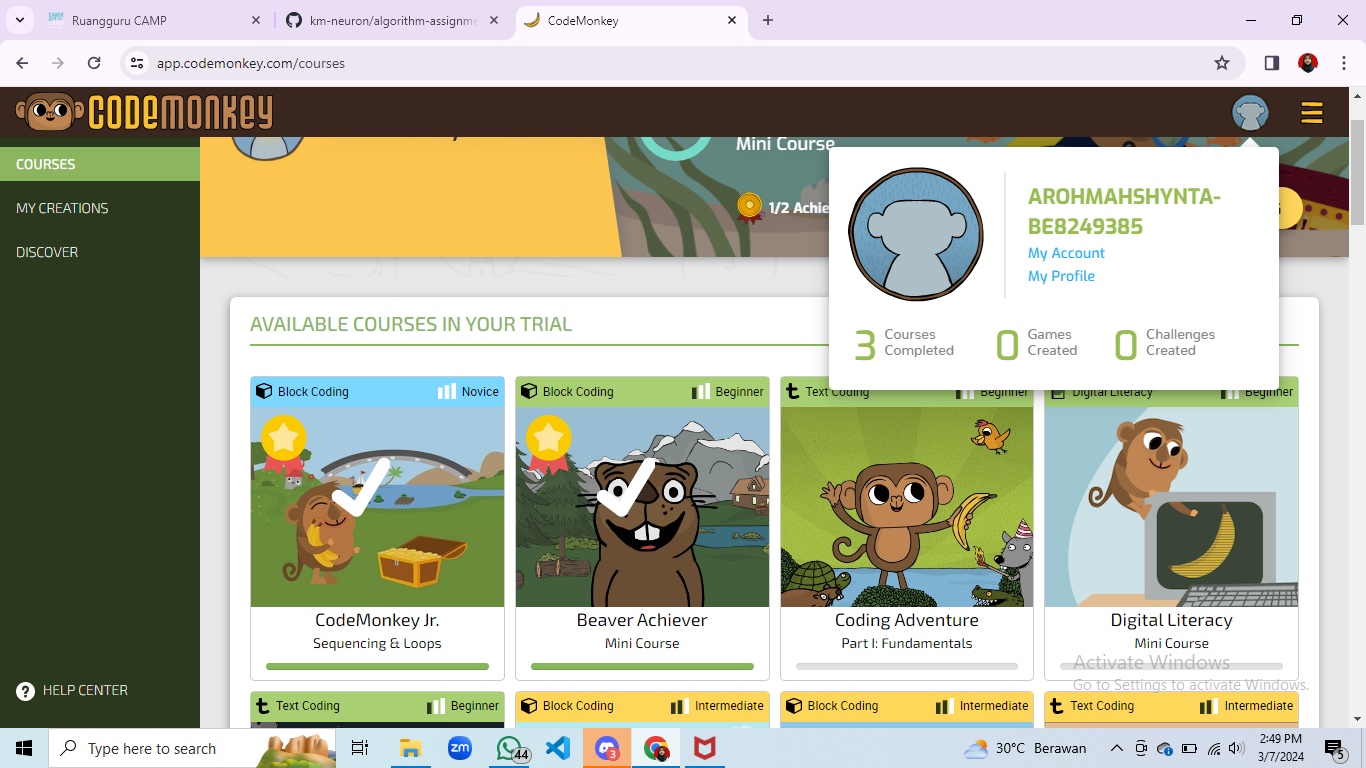 Ruangguru CAMP
km-neuron/algorithm-assignme
CodeMonkey
app.codemonkey.com/courses
CODEMONKEY
COURSES
MY CREATIONS
DISCOVER
HELP CENTER
Mini Course
1/2 Achie
AROHMAHSHYNTA-
BE8249385
My Account
My Profile
3 Courses Completed
0 Games Created
0 Challenges Created
AVAILABLE COURSES IN YOUR TRIAL
Block Coding Novice
CodeMonkey Jr.
Sequencing & Loops
Block Coding Beginner
Beaver Achiever
Mini Course
Text Coding Beginner
Coding Adventure
Part I: Fundamentals
Digital Literacy Beginner
Digital Literacy
Mini Course
Text Coding Beginner
Block Coding Intermediate
Block Coding Intermediate
Text Coding Intermediate
Activate Windows
Go to Settings to activate Windows.
Type here to search
zm
44
3
30°C Berawan
2:49 PM
3/7/2024
5